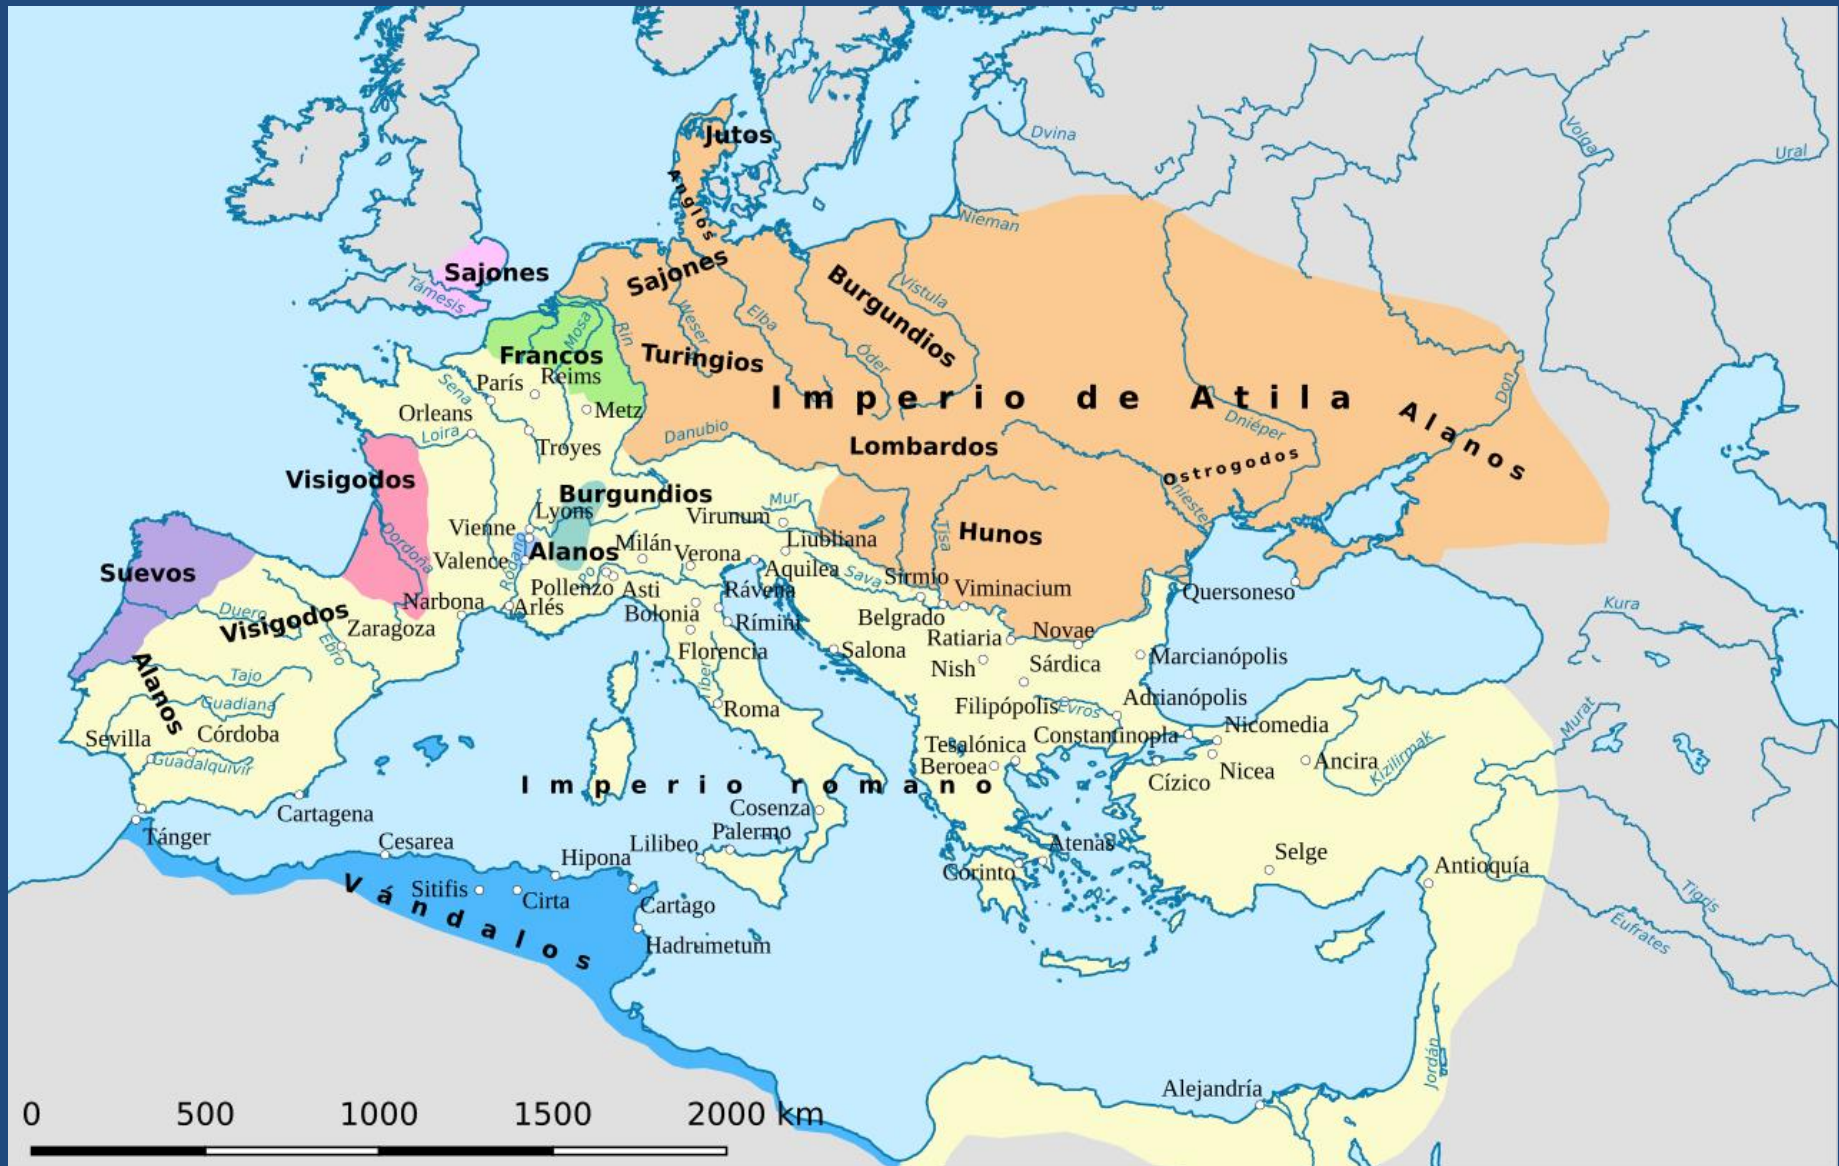 Jutos
Anglos
Dvina
Volga
Ural
Nieman
Sajones
Támesis
Sajones
Burgundios
Vístula
Weser
Elba
Óder
Mosa
Rin
Francos
Turingios
Reims
París
Sena
Metz
Orleans
Loira
Troyes
Danubio
Imperio de Atila
Lombardos
Dniéper
Don
Alanos
Ostrogodos
Dniester
Visigodos
Burgundios
Lyons
Mur
Virunum
Vienne
Liubliana
Tisa
Hunos
Dordoña
Valence
Ródano
Alanos
Milán
Verona
Aquilea
Sava
Sirmio
Viminacium
Quersoneso
Suevos
Po
Pollenzo
Asti
Rávena
Narbona
Arlés
Bolonia
Rímini
Belgrado
Ratiaria
Novae
Kura
Duero
Visigodos
Zaragoza
Ebro
Florencia
Salona
Nish
Sárdica
Marcianópolis
Alanos
Tajo
Guadiana
Tíber
Roma
Filipópolis
Evros
Adrianópolis
Murat
Sevilla
Córdoba
Guadalquivir
Constantinopla
Nicomedia
Tesalónica
Beroea
Cízico
Nicea
Ancira
Kizilirmak
Imperio romano
Cartagena
Cosenza
Tánger
Palermo
Cesarea
Lilibeo
Atenas
Hipona
Corinto
Selge
Antioquía
Vándalos
Sitifis
Cirta
Cartago
Tigris
Éufrates
Hadrumetum
Jordán
Alejandría
0 500 1000 1500 2000 km